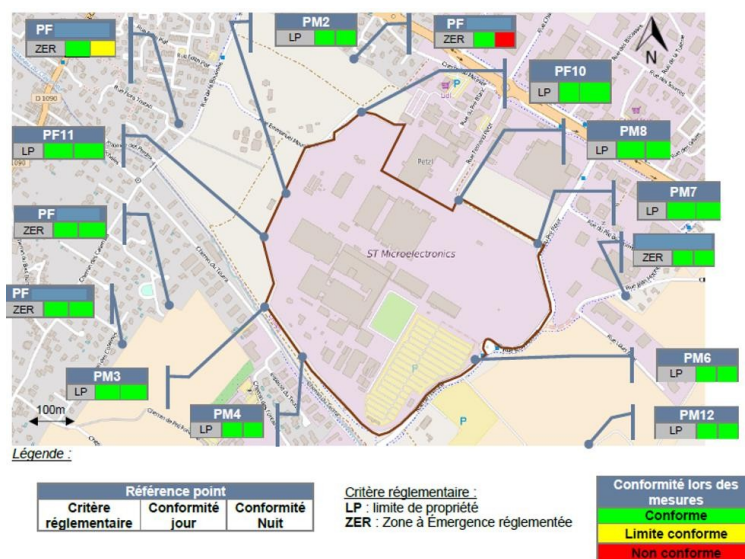 PF
ZER
PM2
LP
PF
ZER
N
PF10
LP
PF11
LP
PM8
LP
PM7
LP
PF
ZER
ZER
PF
ZER
PM3
LP
PM4
LP
PM6
LP
PM12
LP
D 1090
Lidl
P
Petzl
ST Microelectronics
P
P
100m
Légende :
Référence point
Critère réglementaire
Conformité jour
Conformité Nuit
Critère réglementaire :
LP : limite de propriété
ZER : Zone à Émergence réglementée
Conformité lors des mesures
Conforme
Limite conforme
Non conforme